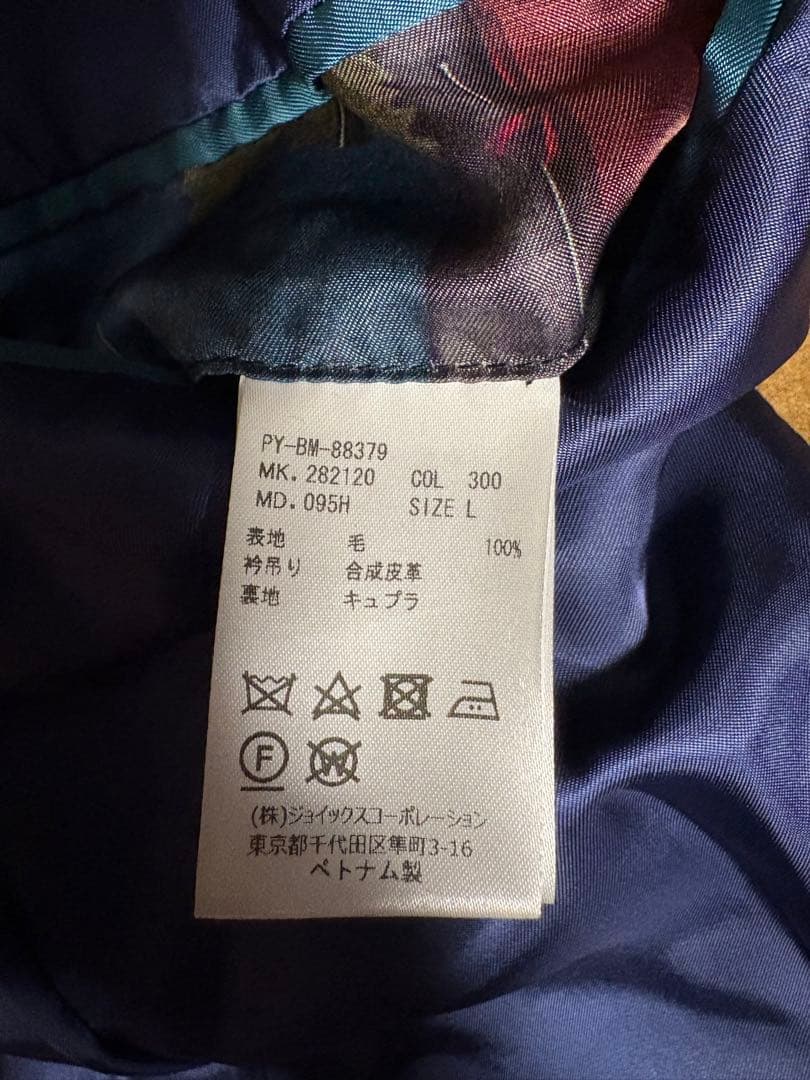 PY-BM-88379
MK. 282120 COL 300
MD. 095H SIZE L
表地 毛 100%
衿吊り 合成皮革
裏地 キュプラ
F W
(株)ジョイックスコーポレーション
東京都千代田区隼町3-16
ベトナム製